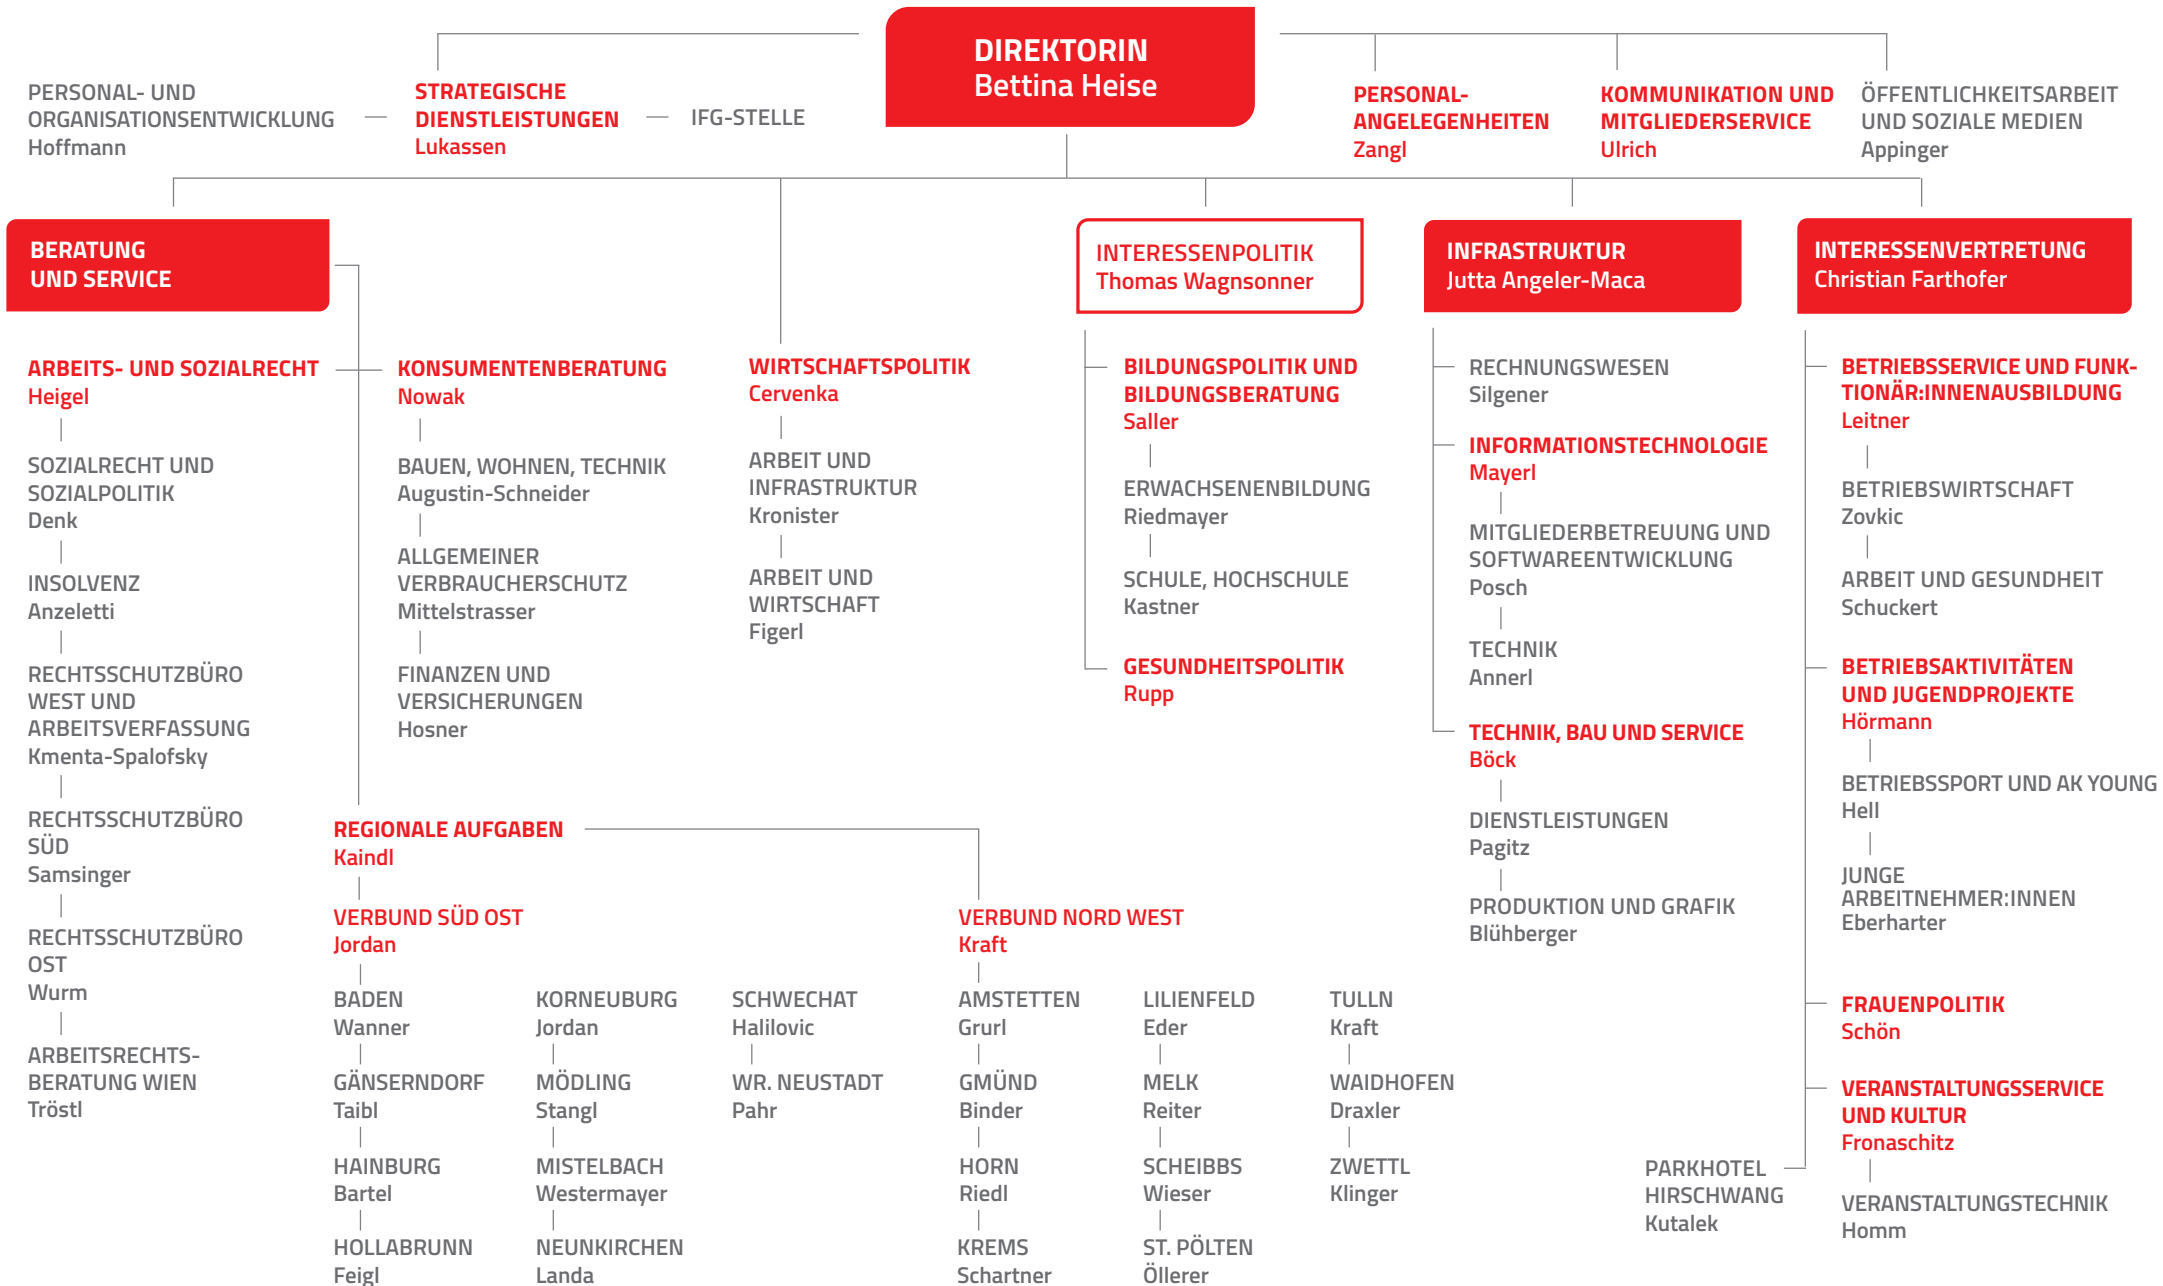 DIREKTORIN
Bettina Heise
PERSONAL- UND
ORGANISATIONSENTWICKLUNG
Hoffmann
STRATEGISCHE
DIENSTLEISTUNGEN
Lukassen
IFG-STELLE
PERSONAL-
ANGELEGENHEITEN
Zangl
KOMMUNIKATION UND
MITGLIEDERSERVICE
Ulrich
ÖFFENTLICHKEITSARBEIT
UND SOZIALE MEDIEN
Appinger
BERATUNG
UND SERVICE
ARBEITS- UND SOZIALRECHT
Heigel
SOZIALRECHT UND
SOZIALPOLITIK
Denk
INSOLVENZ
Anzeletti
RECHTSSCHUTZBÜRO
WEST UND
ARBEITSVERFASSUNG
Kmenta-Spalofsky
RECHTSSCHUTZBÜRO
SÜD
Samsinger
RECHTSSCHUTZBÜRO
OST
Wurm
ARBEITSRECHTS-
BERATUNG WIEN
Tröstl
KONSUMENTENBERATUNG
Nowak
BAUEN, WOHNEN, TECHNIK
Augustin-Schneider
ALLGEMEINER
VERBRAUCHERSCHUTZ
Mittelstrasser
FINANZEN UND
VERSICHERUNGEN
Hosner
REGIONALE AUFGABEN
Kaindl
VERBUND SÜD OST
Jordan
BADEN
Wanner
GÄNSERNDORF
Taibl
HAINBURG
Bartel
HOLLABRUNN
Feigl
KORNEUBURG
Jordan
MÖDLING
Stangl
MISTELBACH
Westermayer
NEUNKIRCHEN
Landa
SCHWECHAT
Halilovic
WR. NEUSTADT
Pahr
VERBUND NORD WEST
Kraft
AMSTETTEN
Grurl
GMÜND
Binder
HORN
Riedl
KREMS
Schartner
LILIENFELD
Eder
MELK
Reiter
SCHEIBBS
Wieser
ST. PÖLTEN
Öllerer
TULLN
Kraft
WAIDHOFEN
Draxler
ZWETTL
Klinger
WIRTSCHAFTSPOLITIK
Cervenka
ARBEIT UND
INFRASTRUKTUR
Kronister
ARBEIT UND
WIRTSCHAFT
Figerl
INTERESSENPOLITIK
Thomas Wagnsonner
BILDUNGSPOLITIK UND
BILDUNGSBERATUNG
Saller
ERWACHSENENBILDUNG
Riedmayer
SCHULE, HOCHSCHULE
Kastner
GESUNDHEITSPOLITIK
Rupp
INFRASTRUKTUR
Jutta Angeler-Maca
RECHNUNGSWESEN
Silgener
INFORMATIONSTECHNOLOGIE
Mayerl
MITGLIEDERBETREUUNG UND
SOFTWAREENTWICKLUNG
Posch
TECHNIK
Annerl
TECHNIK, BAU UND SERVICE
Böck
DIENSTLEISTUNGEN
Pagitz
PRODUKTION UND GRAFIK
Blühberger
INTERESSENVERTRETUNG
Christian Farthofer
BETRIEBSSERVICE UND FUNK-
TIONÄR:INNENAUSBILDUNG
Leitner
BETRIEBSWIRTSCHAFT
Zovkic
ARBEIT UND GESUNDHEIT
Schuckert
BETRIEBSAKTIVITÄTEN
UND JUGENDPROJEKTE
Hörmann
BETRIEBSSPORT UND AK YOUNG
Hell
JUNGE
ARBEITNEHMER:INNEN
Eberharter
FRAUENPOLITIK
Schön
VERANSTALTUNGSSERVICE
UND KULTUR
Fronaschitz
VERANSTALTUNGSTECHNIK
Homm
PARKHOTEL
HIRSCHWANG
Kutalek